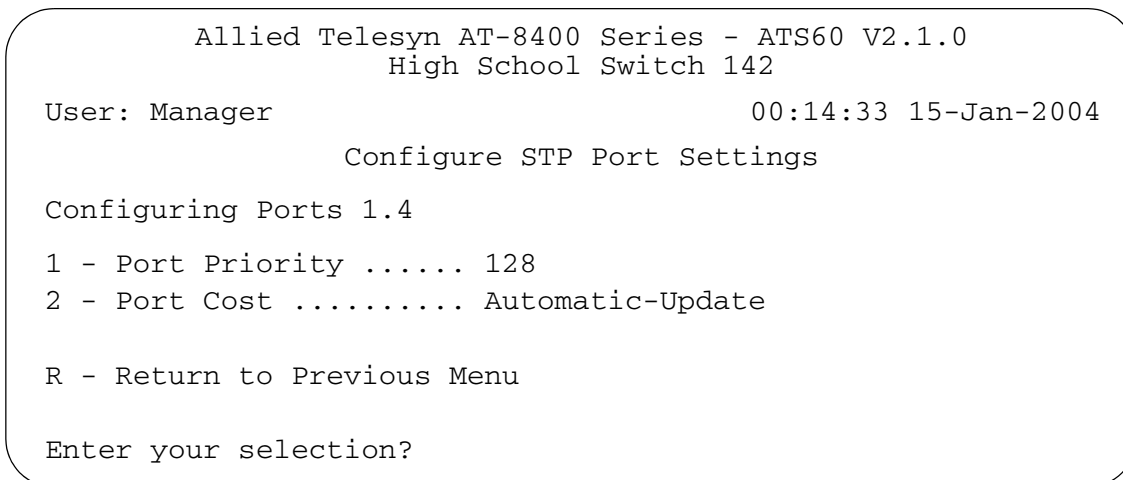 Allied Telesyn AT-8400 Series - ATS60 V2.1.0
High School Switch 142
User: Manager 00:14:33 15-Jan-2004
Configure STP Port Settings
Configuring Ports 1.4
1 - Port Priority ...... 128
2 - Port Cost .......... Automatic-Update
R - Return to Previous Menu
Enter your selection?